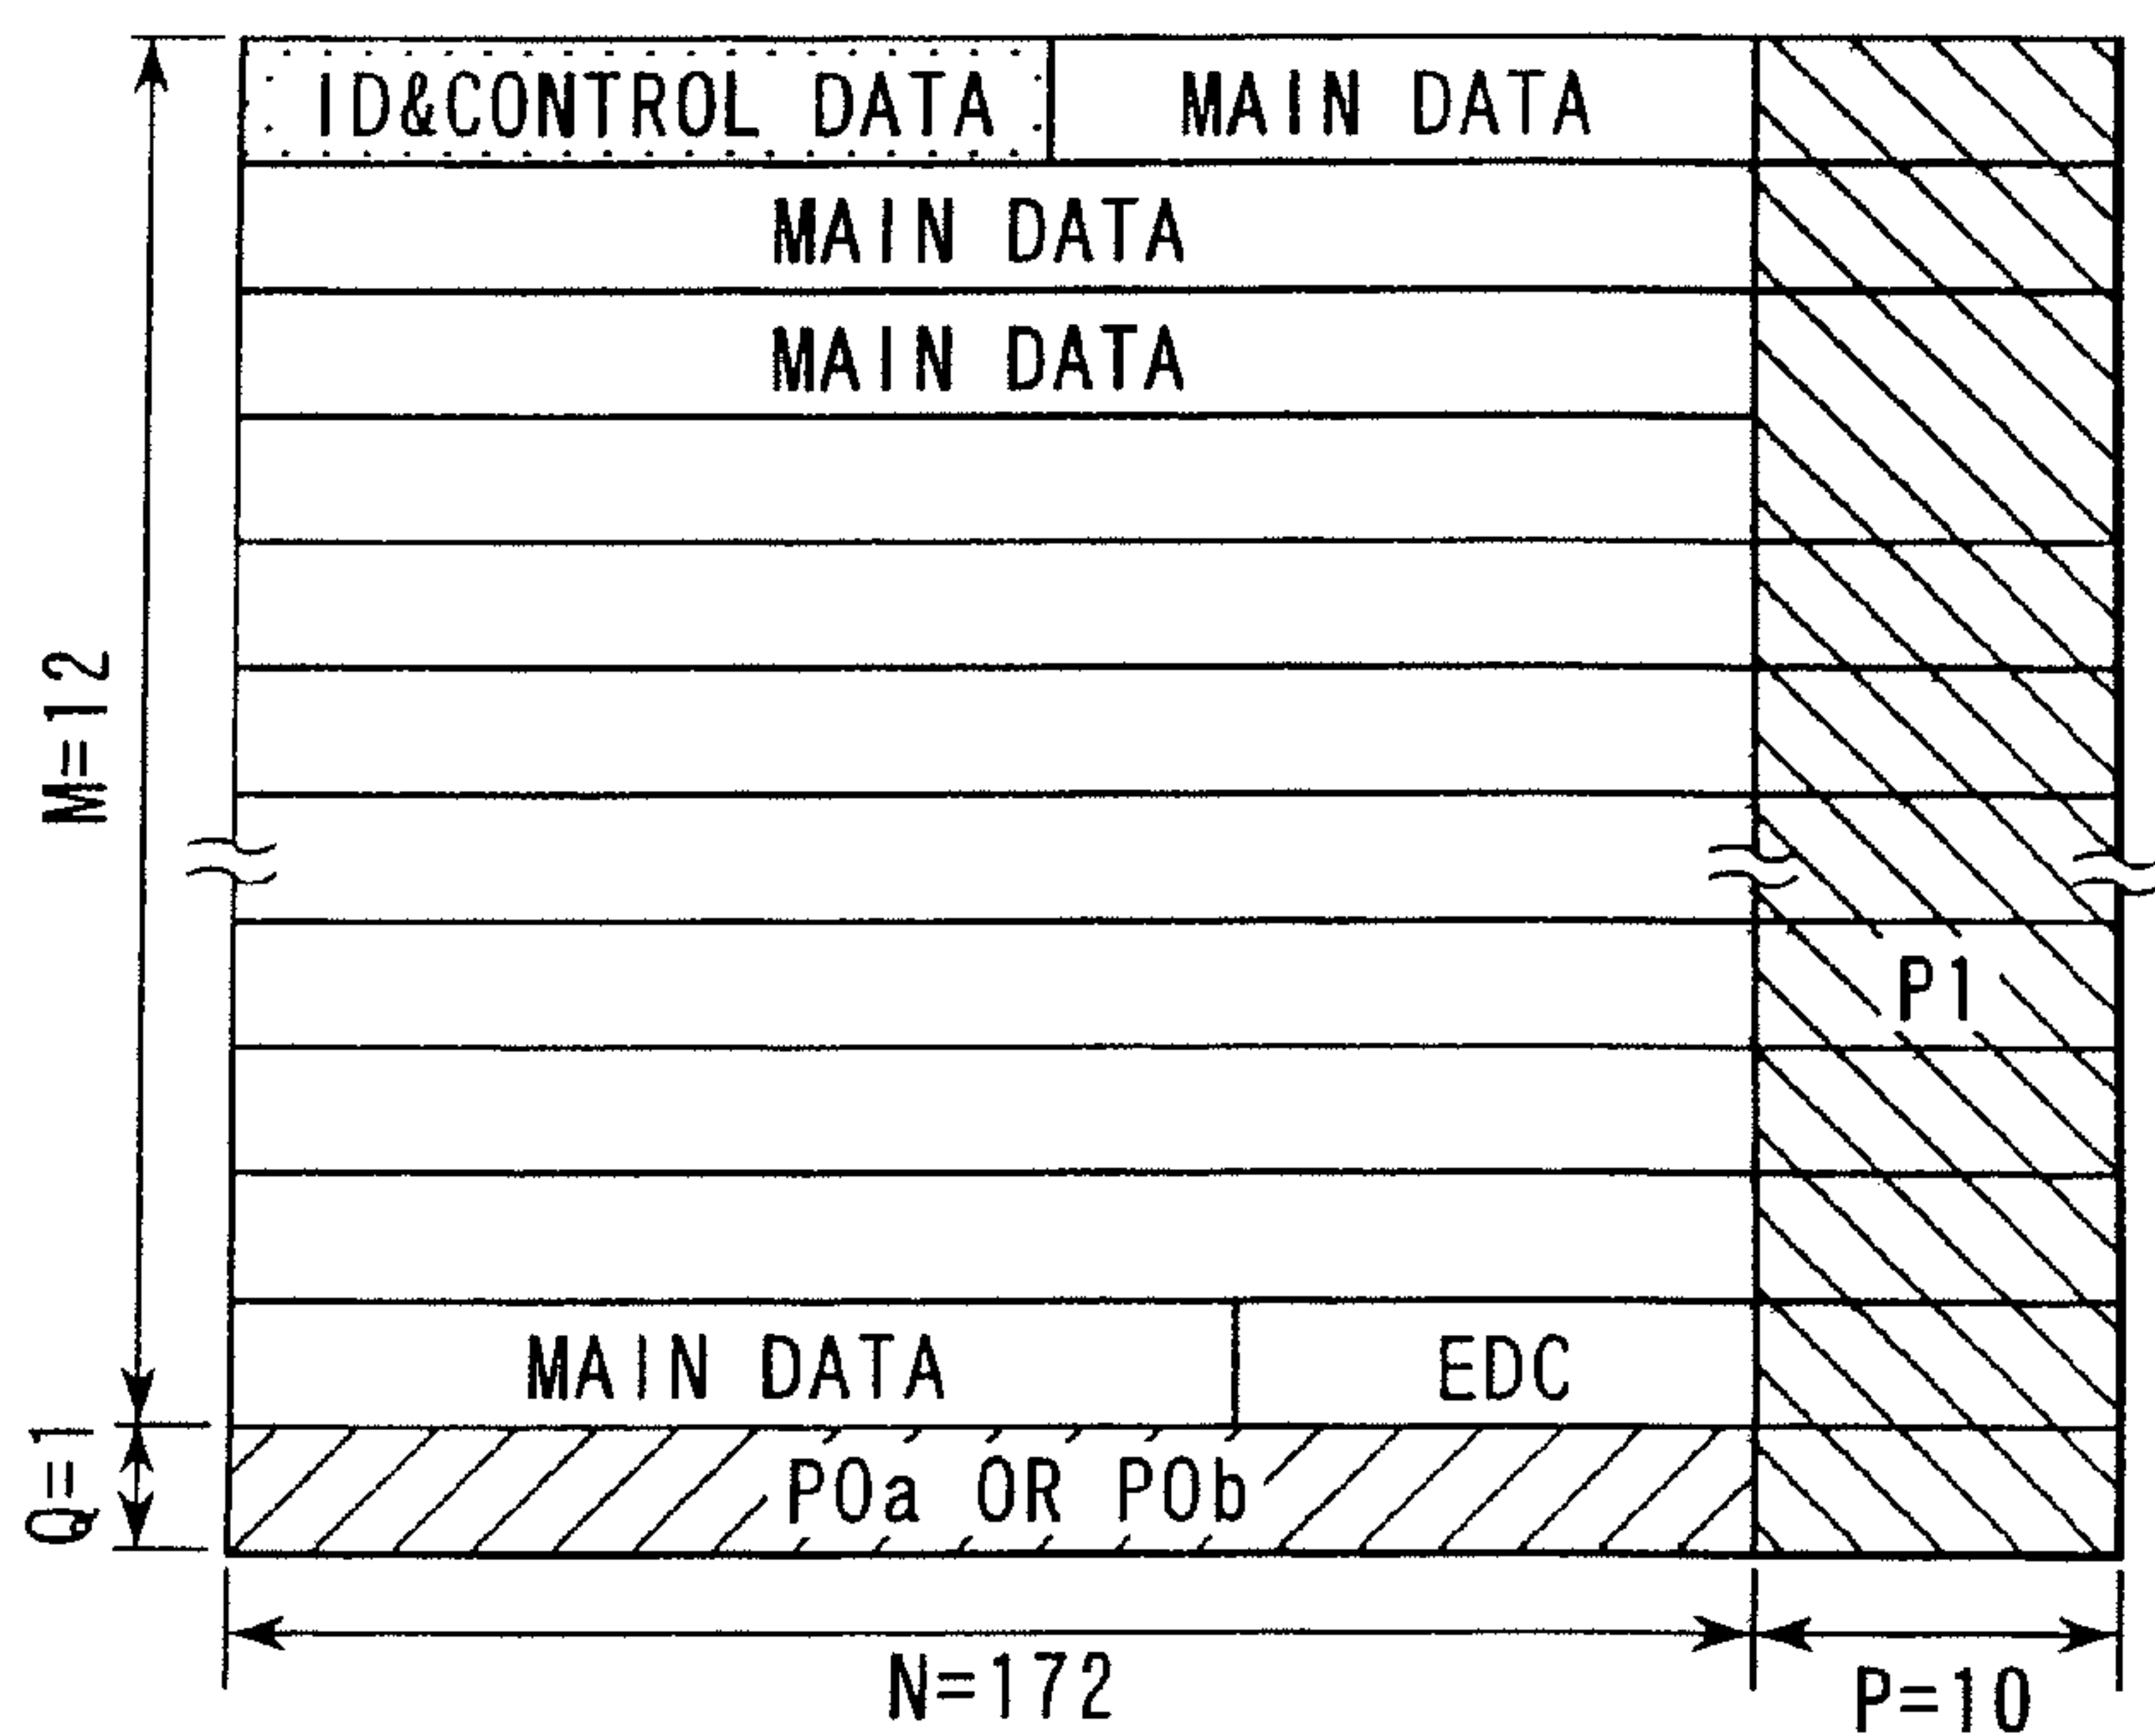 ID&CONTROL DATA MAIN DATA
MAIN DATA
MAIN DATA
M=12
P1
MAIN DATA EDC
Q=1
POa OR POb
N=172
P=10